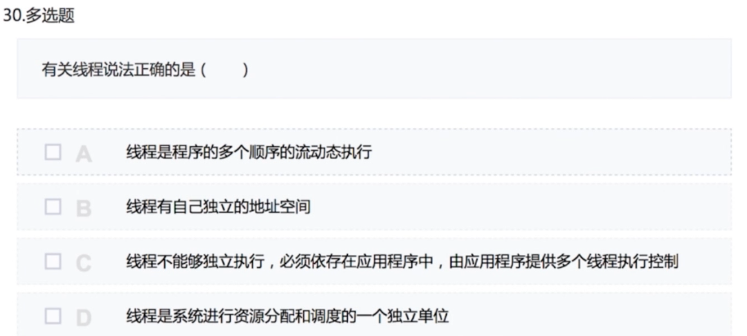 30.多选题
有关线程说法正确的是 (　　)
A 线程是程序的多个顺序的流动态执行
B 线程有自己独立的地址空间
C 线程不能够独立执行，必须依存在应用程序中，由应用程序提供多个线程执行控制
D 线程是系统进行资源分配和调度的一个独立单位